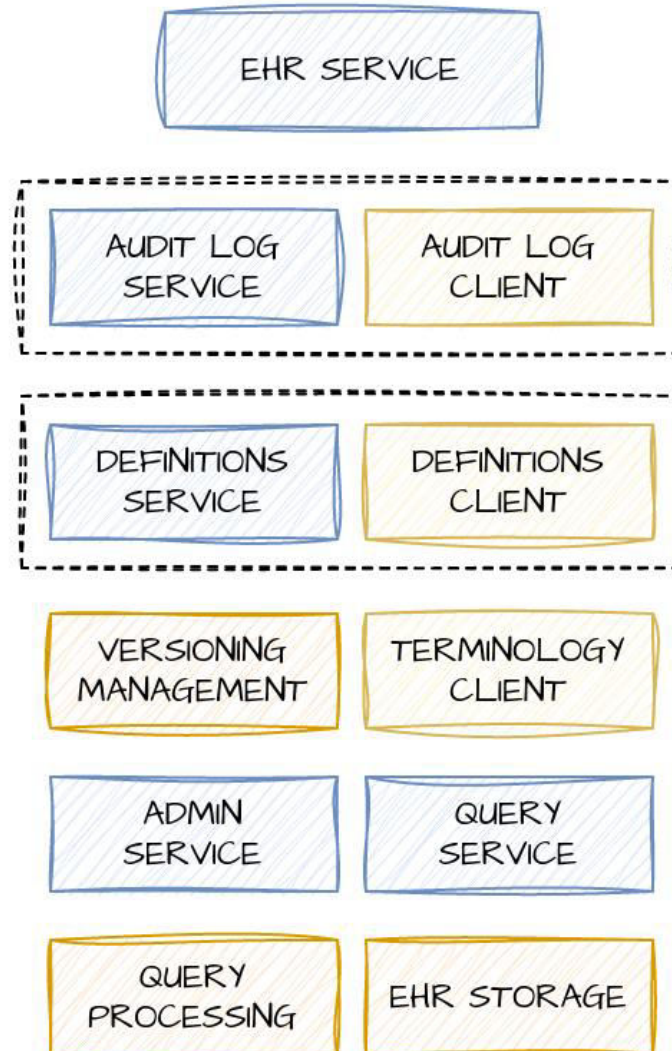 EHR SERVICE
AUDIT LOG
SERVICE
AUDIT LOG
CLIENT
DEFINITIONS
SERVICE
DEFINITIONS
CLIENT
VERSIONING
MANAGEMENT
TERMINOLOGY
CLIENT
ADMIN
SERVICE
QUERY
SERVICE
QUERY
PROCESSING
EHR STORAGE